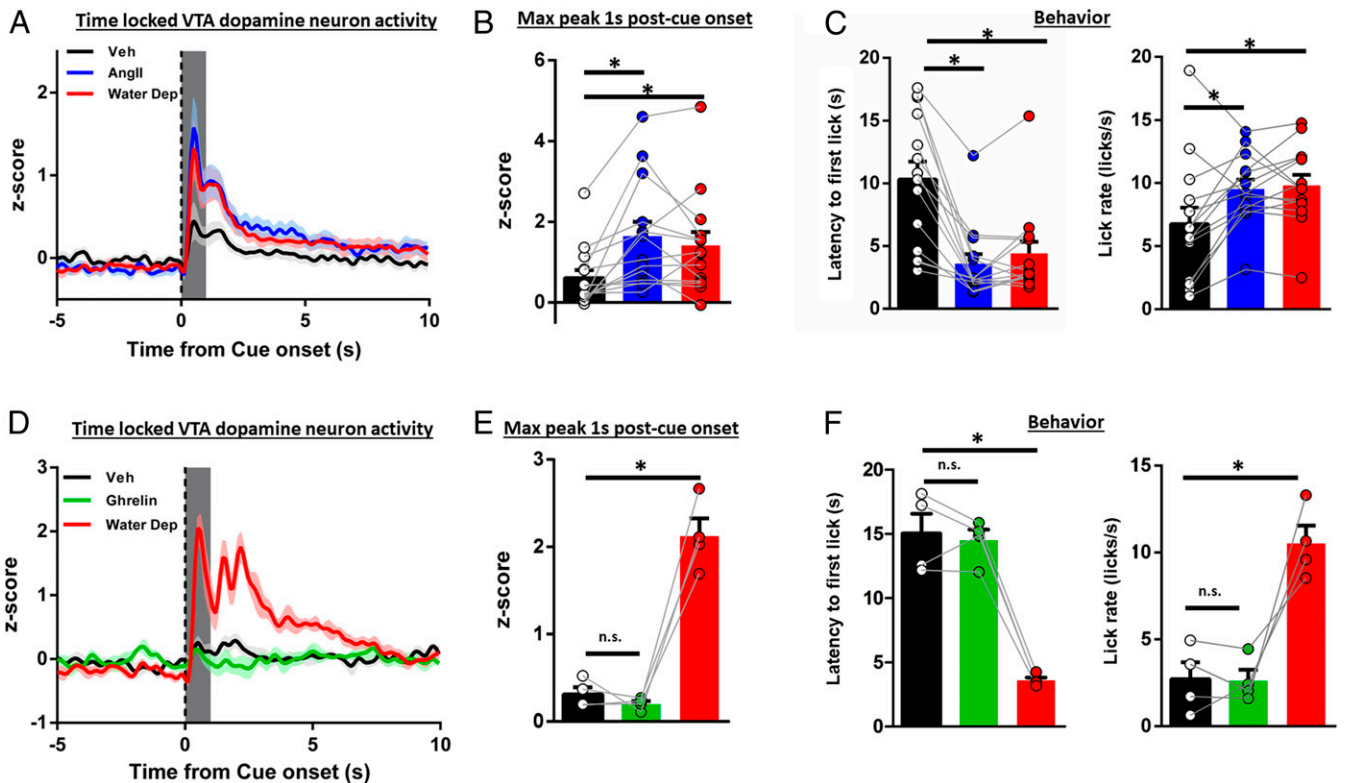 A
Time locked VTA dopamine neuron activity
Veh
AngII
Water Dep
z-score
2
1
0
-5
0
5
10
Time from Cue onset (s)
B
Max peak 1s post-cue onset
z-score
6
4
2
0
*
*
C
Behavior
Latency to first lick (s)
20
15
10
5
0
*
*
Lick rate (licks/s)
20
15
10
5
0
*
*
D
Time locked VTA dopamine neuron activity
Veh
Ghrelin
Water Dep
z-score
3
2
1
0
-1
-5
0
5
10
Time from Cue onset (s)
E
Max peak 1s post-cue onset
z-score
3
2
1
0
*
n.s.
F
Behavior
Latency to first lick (s)
20
15
10
5
0
*
n.s.
Lick rate (licks/s)
15
10
5
0
*
n.s.